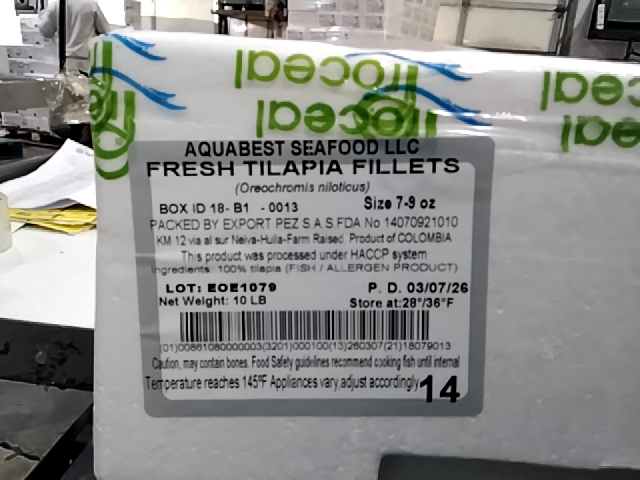 AQUABEST SEAFOOD LLC
FRESH TILAPIA FILLETS
(Oreochromis niloticus)
BOX ID 18- B1 -0013 Size 7-9 oz
PACKED BY EXPORT PEZ S.A.S.FDA No 14070921010
KM 12 via al sur Neiva-Huila-Farm Raised. Product of COLOMBIA
This product was processed under HACCP system
Ingredients: 100% tilapia (FISH / ALLERGEN PRODUCT)
LOT: EOE1079 P. D. 03/07/26
Net Weight: 10 LB Store at:28°/36°F
(01)00861080000003(3201)000100(13)260307(21)18079013
Caution, may contain bones. Food Safety guidelines recommend cooking fish until internal
Temperature reaches 145ºF Appliances vary,adjust accordingly.
14